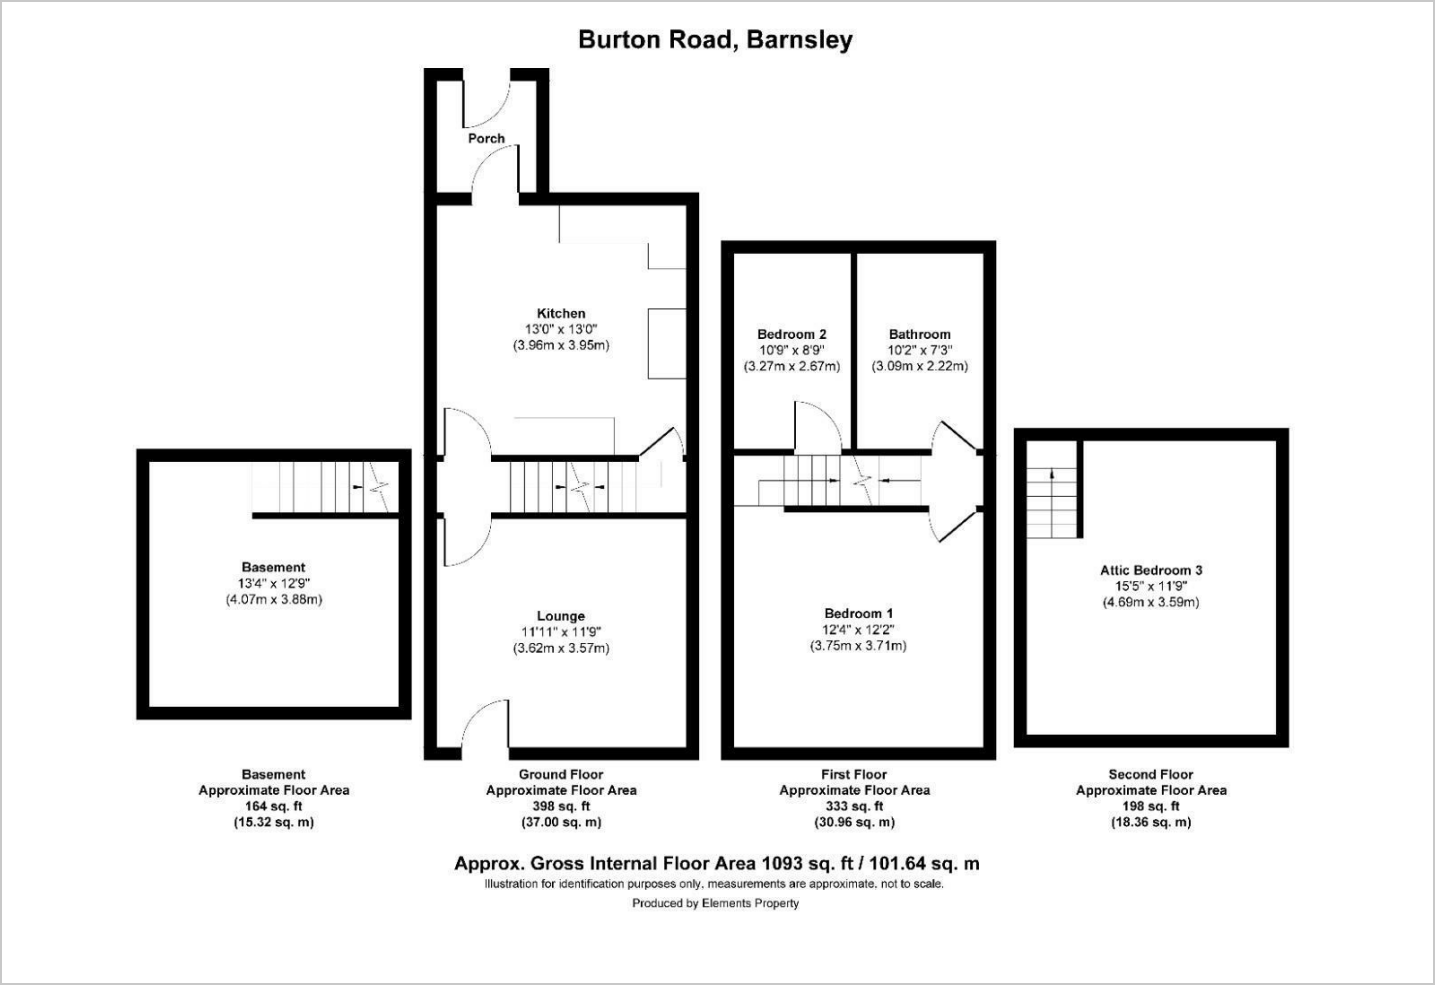 Burton Road, Barnsley
Porch
Kitchen
13'0" x 13'0"
(3.96m x 3.95m)
Bedroom 2
10'9" x 8'9"
(3.27m x 2.67m)
Bathroom
10'2" x 7'3"
(3.09m x 2.22m)
Basement
13'4" x 12'9"
(4.07m x 3.88m)
Lounge
11'11" x 11'9"
(3.62m x 3.57m)
Bedroom 1
12'4" x 12'2"
(3.75m x 3.71m)
Attic Bedroom 3
15'5" x 11'9"
(4.69m x 3.59m)
Basement
Approximate Floor Area
164 sq. ft
(15.32 sq. m)
Ground Floor
Approximate Floor Area
398 sq. ft
(37.00 sq. m)
First Floor
Approximate Floor Area
333 sq. ft
(30.96 sq. m)
Second Floor
Approximate Floor Area
198 sq. ft
(18.36 sq. m)
Approx. Gross Internal Floor Area 1093 sq. ft / 101.64 sq. m
Illustration for identification purposes only, measurements are approximate, not to scale.
Produced by Elements Property